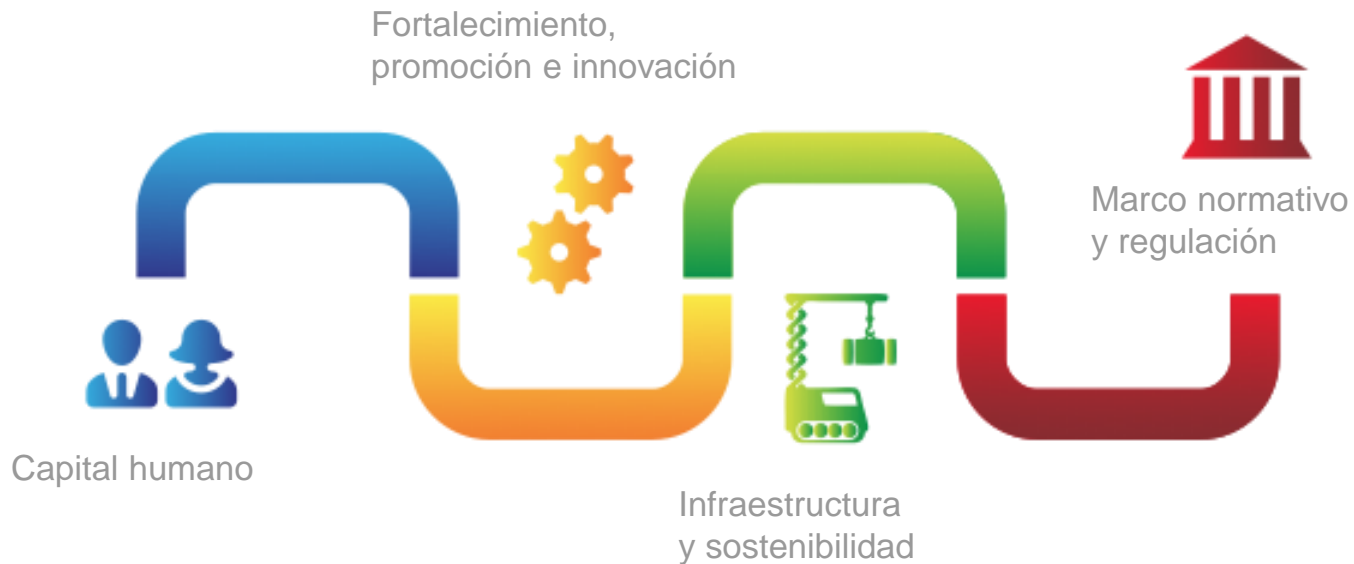 Fortalecimiento,
promoción e innovación
Marco normativo
y regulación
Capital humano
Infraestructura
y sostenibilidad